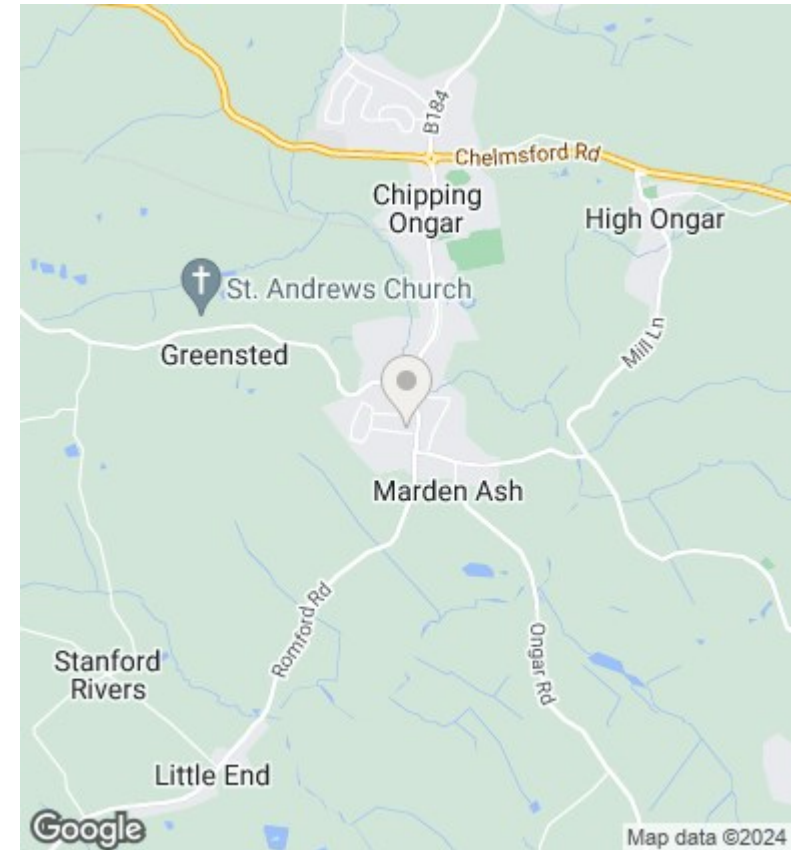 B184
Chelmsford Rd
Chipping
Ongar
High Ongar
St. Andrews Church
Mill Ln
Greensted
Marden Ash
Romford Rd
Ongar Rd
Stanford
Rivers
Little End
Google
Map data ©2024